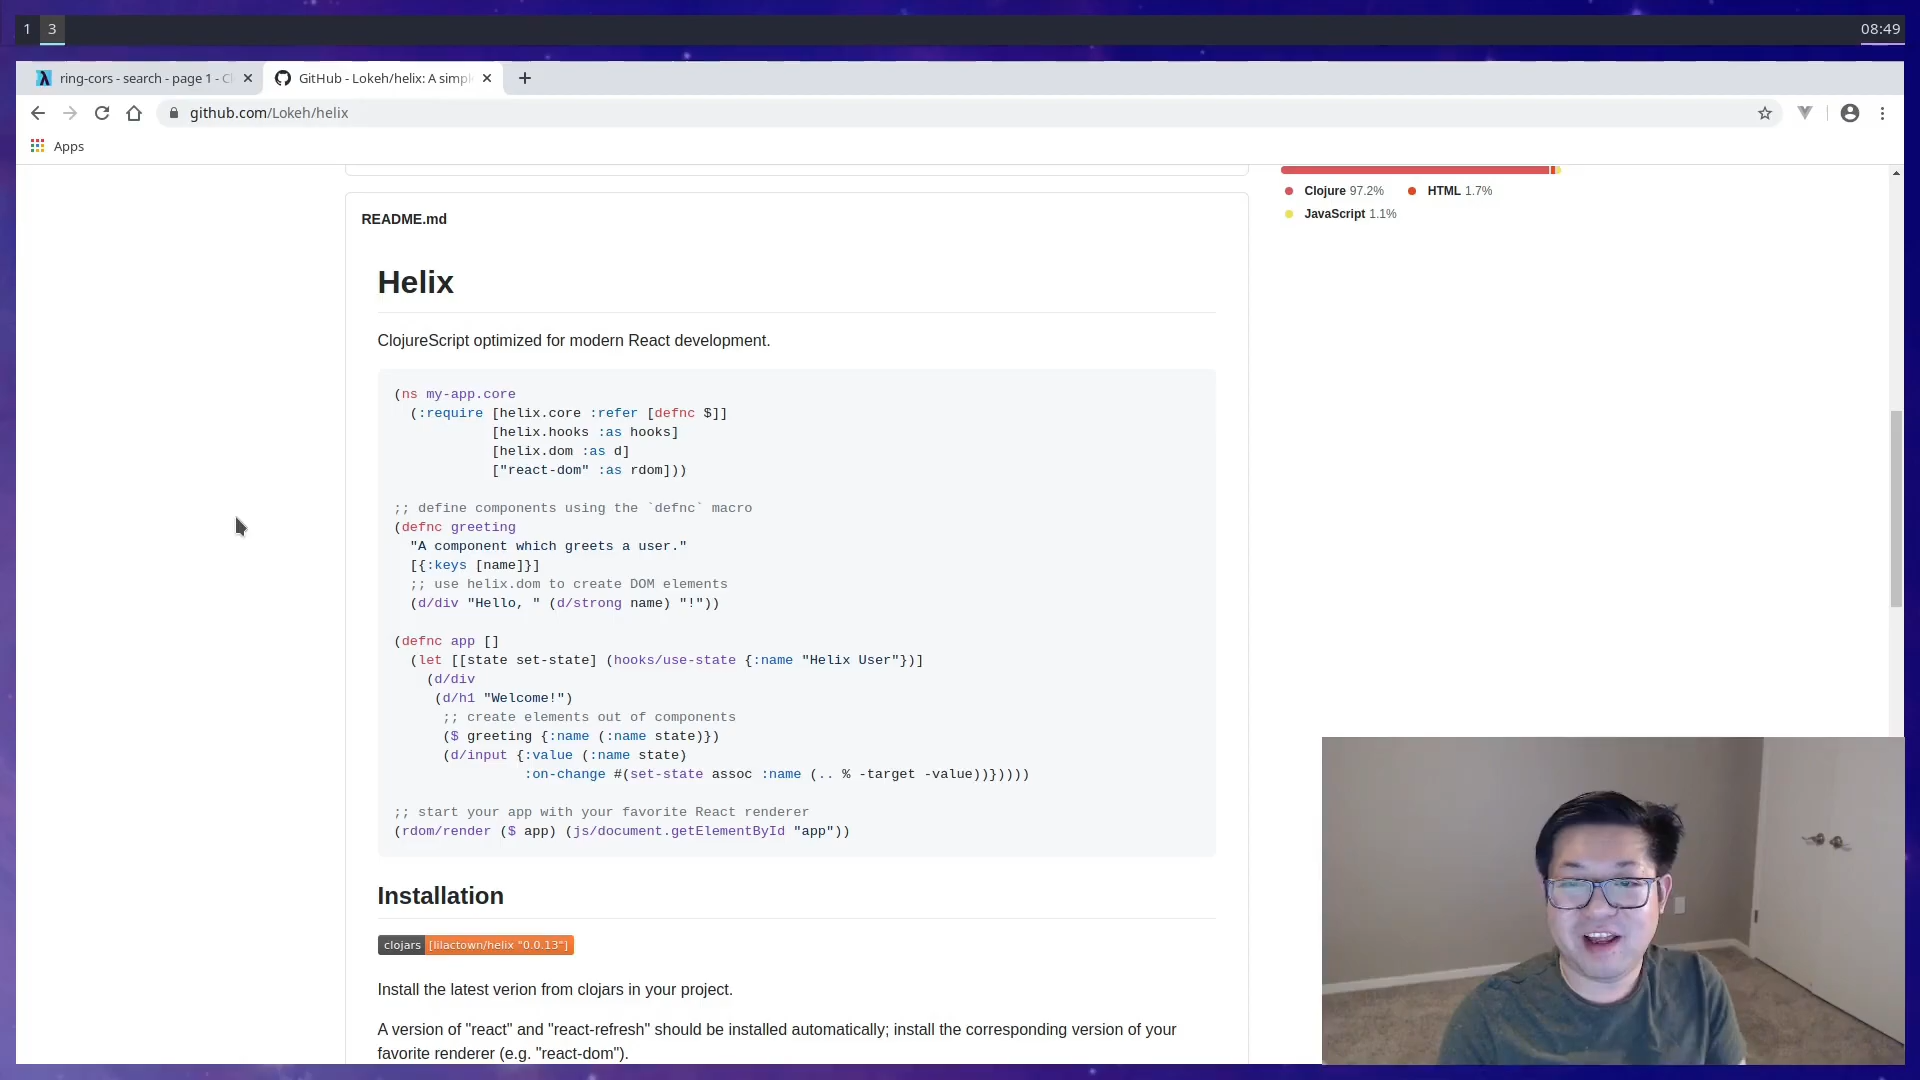 1 3
08:49
ring-cors - search - page 1 - C
GitHub - Lokeh/helix: A simp
github.com/Lokeh/helix
Apps
Clojure 97.2% HTML 1.7%
JavaScript 1.1%
README.md
Helix
ClojureScript optimized for modern React development.
(ns my-app.core
  (:require [helix.core :refer [defnc $]]
            [helix.hooks :as hooks]
            [helix.dom :as d]
            ["react-dom" :as rdom]))
;; define components using the `defnc` macro
(defnc greeting
  "A component which greets a user."
  [{:keys [name]}]
  ;; use helix.dom to create DOM elements
  (d/div "Hello, " (d/strong name) "!"))
(defnc app []
  (let [[state set-state] (hooks/use-state {:name "Helix User"})]
    (d/div
     (d/h1 "Welcome!")
      ;; create elements out of components
      ($ greeting {:name (:name state)})
      (d/input {:value (:name state)
                :on-change #(set-state assoc :name (.. % -target -value))}))))
;; start your app with your favorite React renderer
(rdom/render ($ app) (js/document.getElementById "app"))
Installation
clojars [lilactown/helix "0.0.13"]
Install the latest verion from clojars in your project.
A version of "react" and "react-refresh" should be installed automatically; install the corresponding version of your
favorite renderer (e.g. "react-dom").